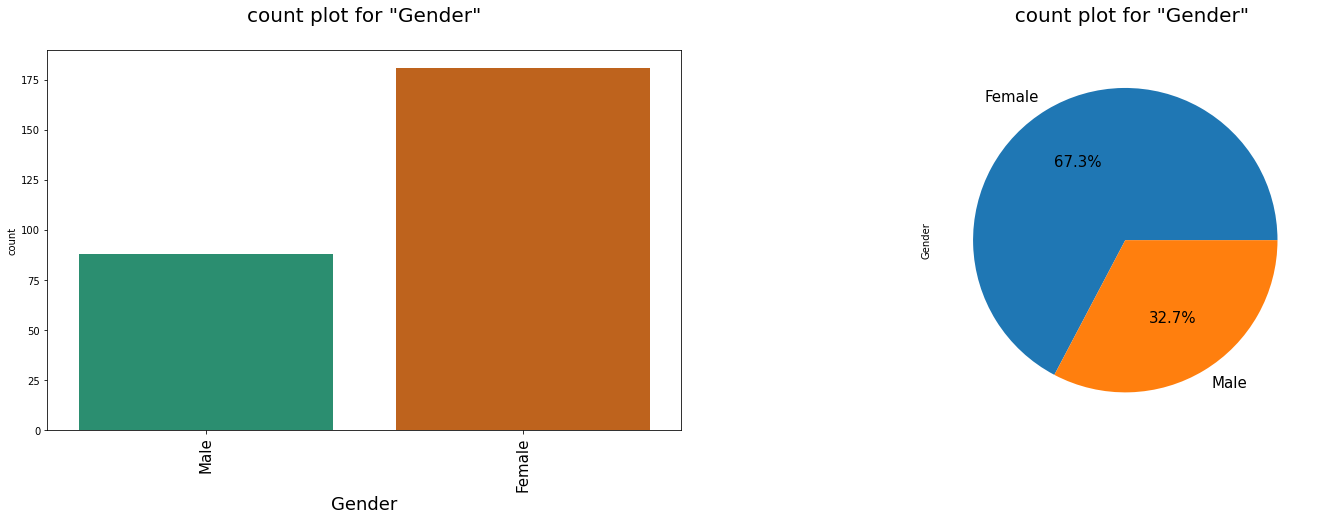 count plot for "Gender"
175
150
125
100
75
50
25
0
count
Male
Female
Gender
count plot for "Gender"
Female
67.3%
Gender
32.7%
Male